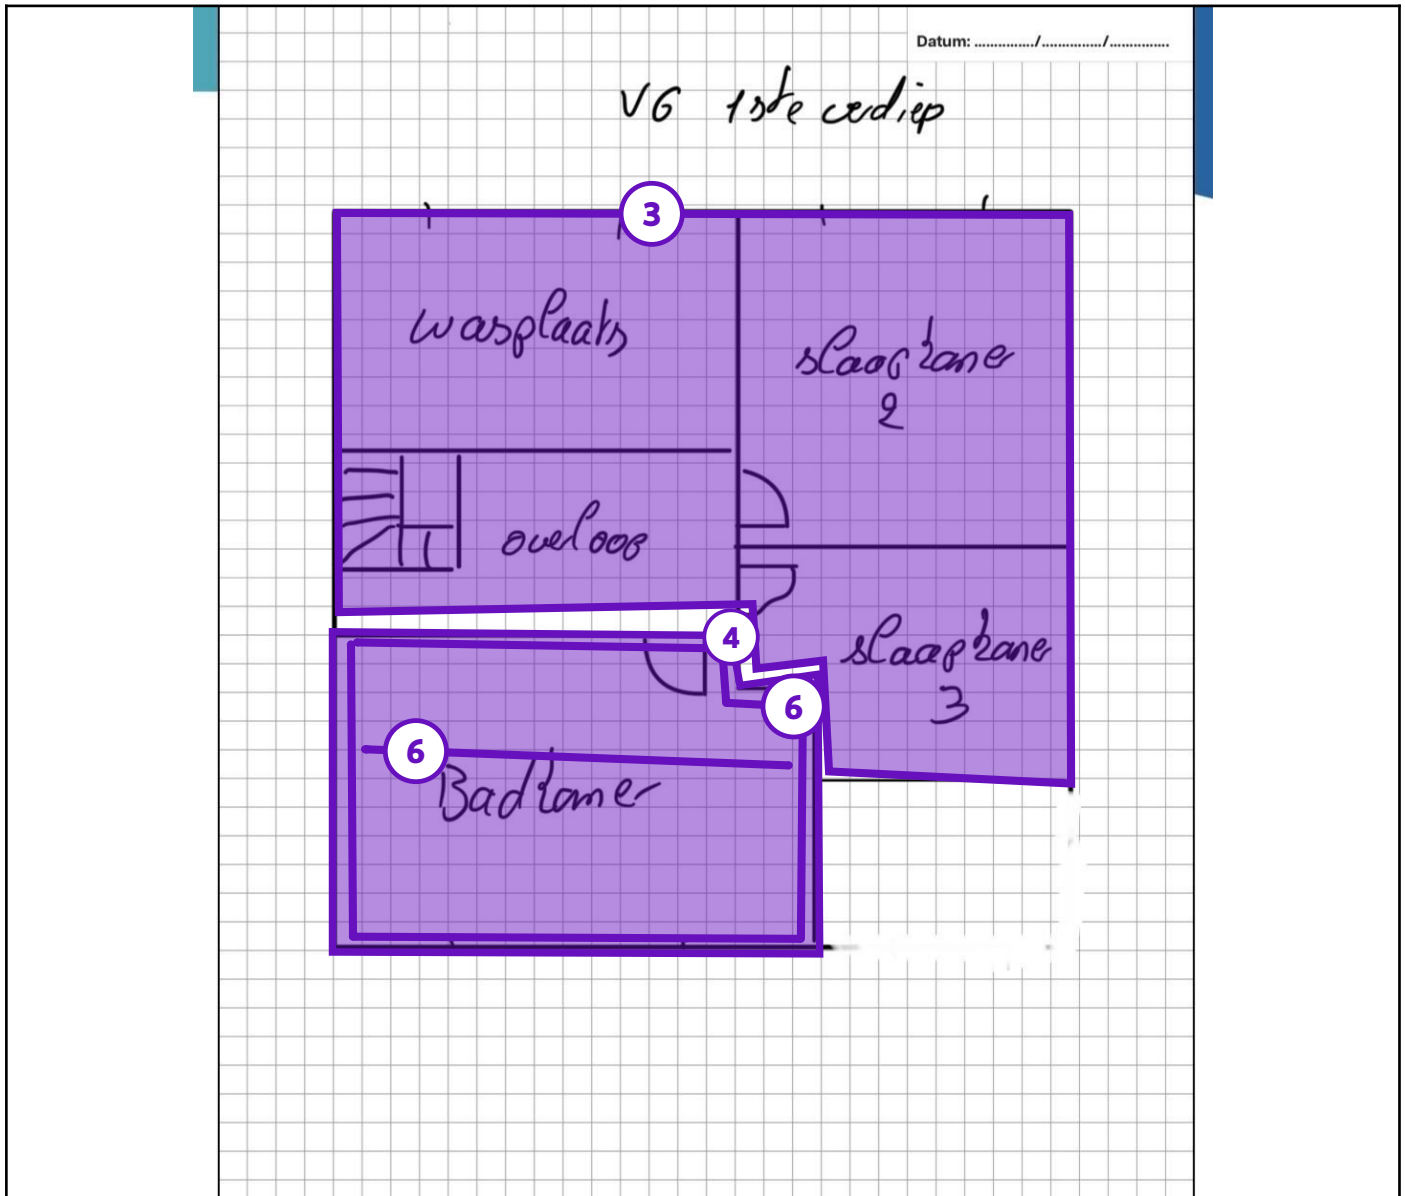 Datum: ............../............../..............
VG 1ste verdiep
3
wasplaats
slaapkamer
2
overloop
4
slaapkamer
3
6
6
Badkamer